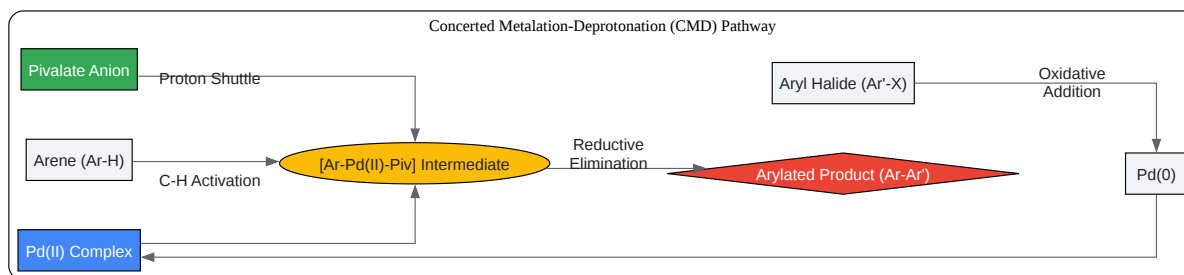 Concerted Metalation-Deprotonation (CMD) Pathway
Pivalate Anion
Proton Shuttle
Aryl Halide (Ar'-X)
Oxidative
Addition
Arene (Ar-H)
C-H Activation
[Ar-Pd(II)-Piv] Intermediate
Reductive
Elimination
Arylated Product (Ar-Ar')
Pd(0)
Pd(II) Complex